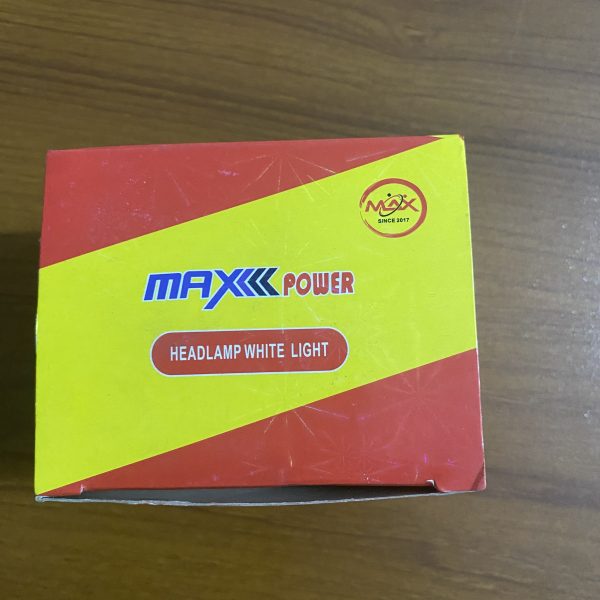 MAX
SINCE 2017
MAX POWER
HEADLAMP WHITE LIGHT